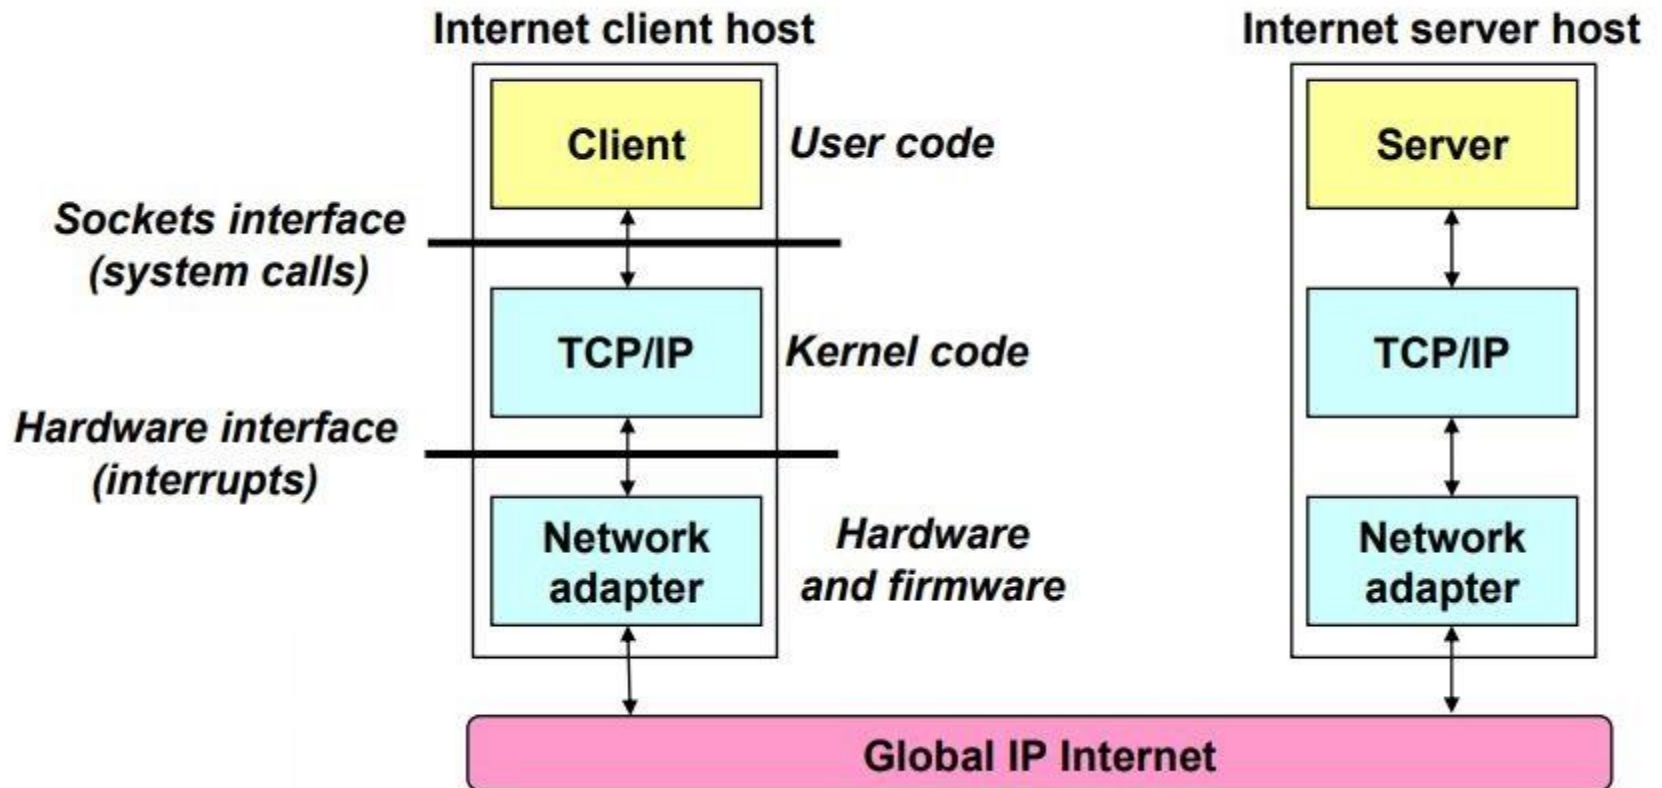 Internet client host
Internet server host
Client
User code
Server
Sockets interface
(system calls)
TCP/IP
Kernel code
TCP/IP
Hardware interface
(interrupts)
Network
adapter
Hardware
and firmware
Network
adapter
Global IP Internet